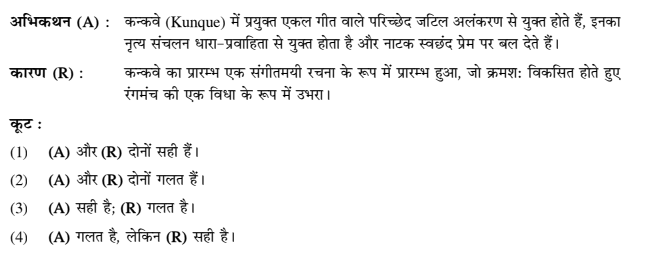 अभिकथन (A) : कन्कवे (Kunque) में प्रयुक्त एकल गीत वाले परिच्छेद जटिल अलंकरण से युक्त होते हैं, इनका
नृत्य संचलन धारा-प्रवाहिता से युक्त होता है और नाटक स्वछंद प्रेम पर बल देते हैं।
कारण (R) : कन्कवे का प्रारम्भ एक संगीतमयी रचना के रूप में प्रारम्भ हुआ, जो क्रमश: विकसित होते हुए
रंगमंच की एक विधा के रूप में उभरा।
कूट :
(1) (A) और (R) दोनों सही हैं।
(2) (A) और (R) दोनों गलत हैं।
(3) (A) सही है; (R) गलत है।
(4) (A) गलत है, लेकिन (R) सही है।